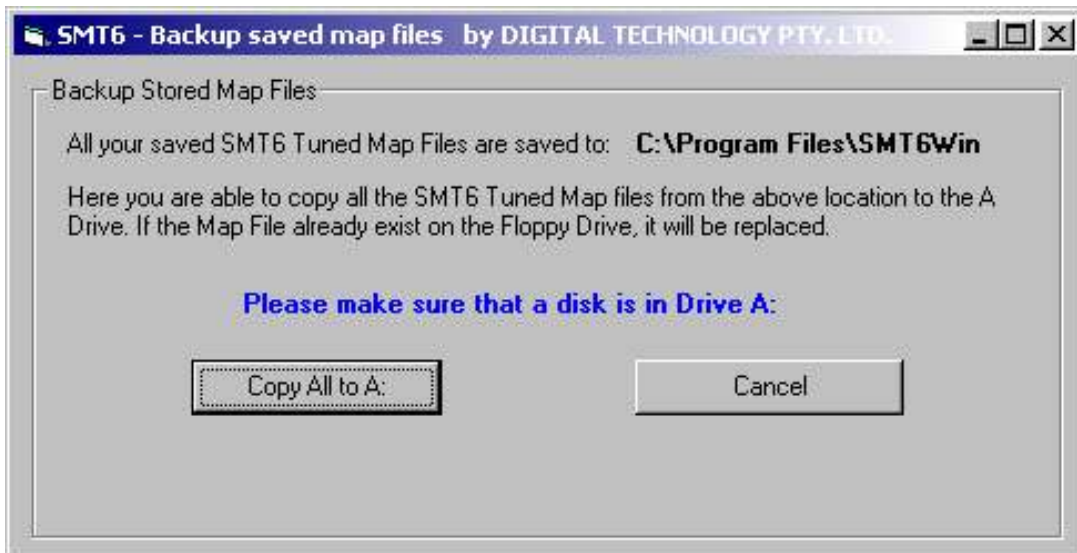 SMT6 - Backup saved map files by DIGITAL TECHNOLOGY PTY. LTD.
Backup Stored Map Files
All your saved SMT6 Tuned Map Files are saved to: C:\Program Files\SMT6Win
Here you are able to copy all the SMT6 Tuned Map files from the above location to the A
Drive. If the Map File already exist on the Floppy Drive, it will be replaced.
Please make sure that a disk is in Drive A:
Copy All to A:
Cancel